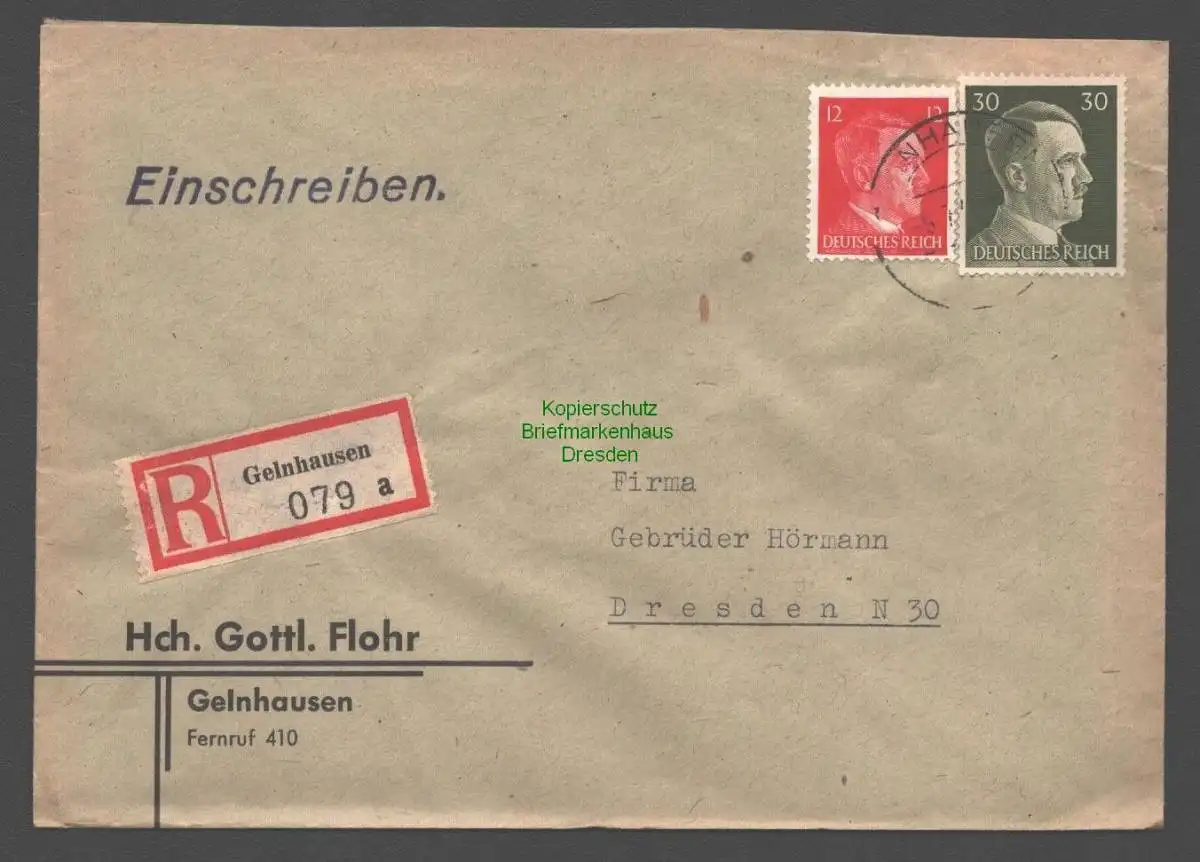 12 12
DEUTSCHES REICH
30 30
DEUTSCHES REICH
Einschreiben.
Kopierschutz
Briefmarkenhaus
Dresden
R
Gelnhausen
079 a
Firma
Gebrüder Hörmann
Dresden N 30
Hch. Gottl. Flohr
Gelnhausen
Fernruf 410